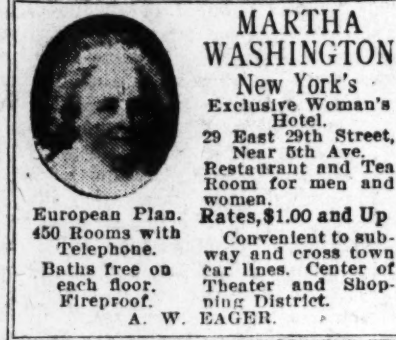 MARTHA
WASHINGTON
New York's
Exclusive Woman's
Hotel.
29 East 29th Street,
Near 5th Ave.
Restaurant and Tea
Room for men and
women.
Rates, $1.00 and Up
Convenient to sub-
way and cross town
car lines. Center of
Theater and Shop-
ping District.
European Plan.
450 Rooms with
Telephone.
Baths free on
each floor.
Fireproof.
A. W. EAGER.